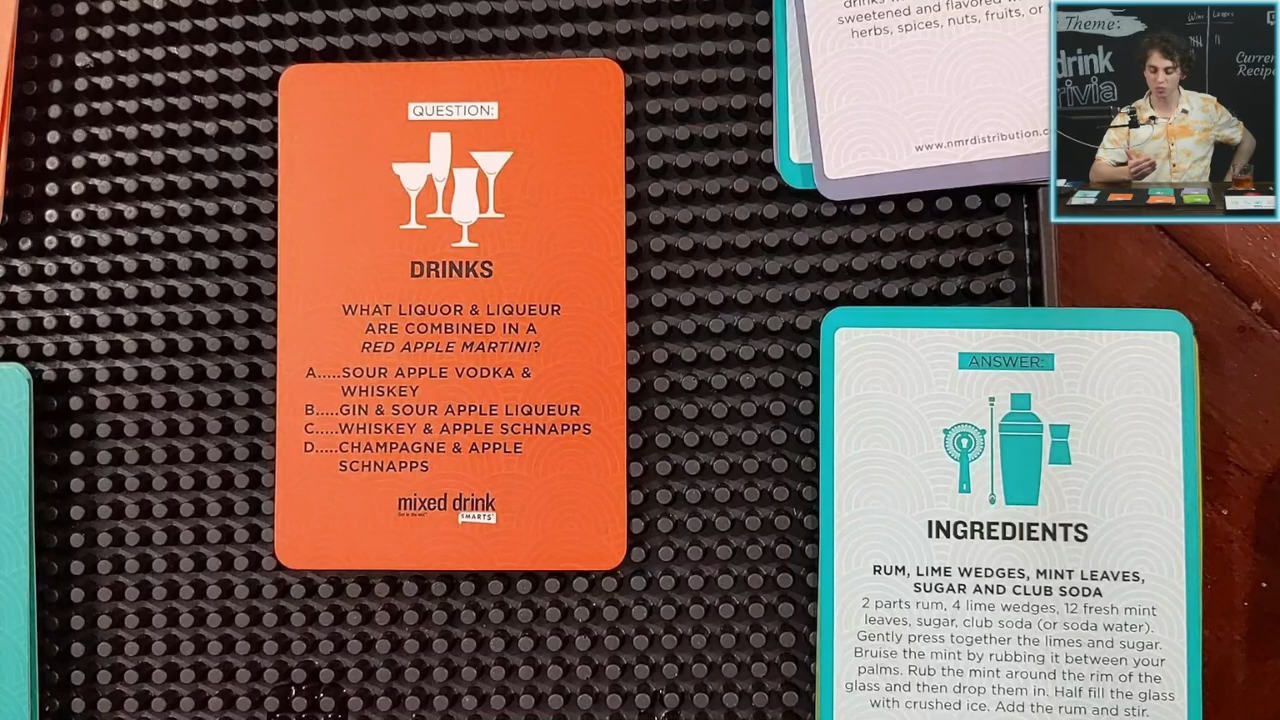 QUESTION:
DRINKS
WHAT LIQUOR & LIQUEUR
ARE COMBINED IN A
RED APPLE MARTINI?
A.....SOUR APPLE VODKA &
WHISKEY
B.....GIN & SOUR APPLE LIQUEUR
C.....WHISKEY & APPLE SCHNAPPS
D.....CHAMPAGNE & APPLE
SCHNAPPS
mixed drink
SMARTS
sweetened and flavored
herbs, spices, nuts, fruits, or
www.nmrdistribution.c
Theme:
drink
rivia
Wins
Losses
Curren
Recipe
ANSWER:
INGREDIENTS
RUM, LIME WEDGES, MINT LEAVES,
SUGAR AND CLUB SODA
2 parts rum, 4 lime wedges, 12 fresh mint
leaves, sugar, club soda (or soda water).
Gently press together the limes and sugar.
Bruise the mint by rubbing it between your
palms. Rub the mint around the rim of the
glass and then drop them in. Half fill the glass
with crushed ice. Add the rum and stir.